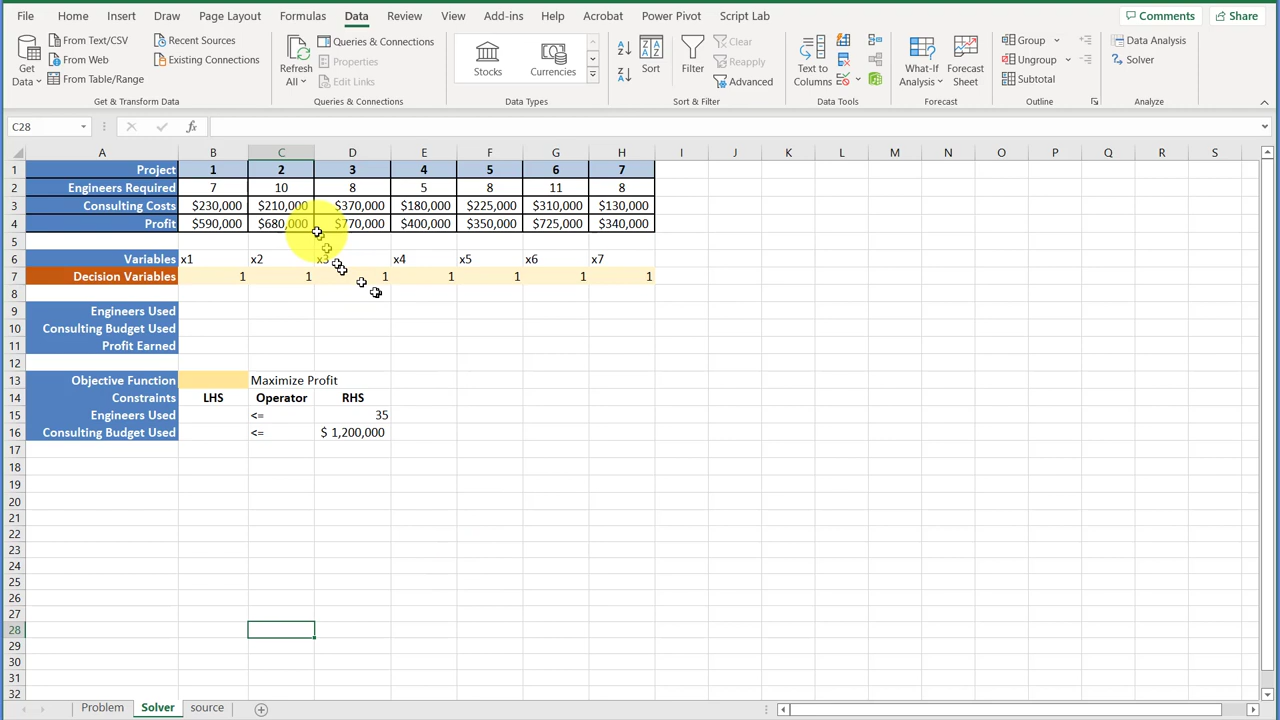 File Home Insert Draw Page Layout Formulas Data Review View Add-ins Help Acrobat Power Pivot Script Lab Comments Share
Get Data
From Text/CSV
From Web
From Table/Range
Recent Sources
Existing Connections
Get & Transform Data
Refresh All
Queries & Connections
Properties
Edit Links
Queries & Connections
Stocks
Currencies
Data Types
Sort
Filter
Clear
Reapply
Advanced
Sort & Filter
Text to Columns
Data Tools
What-If Analysis
Forecast Sheet
Forecast
Group
Ungroup
Subtotal
Outline
Data Analysis
Solver
Analyze
C28 fx
A B C D E F G H I J K L M N O P Q R S
1 Project 1 2 3 4 5 6 7
2 Engineers Required 7 10 8 5 8 11 8
3 Consulting Costs $230,000 $210,000 $370,000 $180,000 $225,000 $310,000 $130,000
4 Profit $590,000 $680,000 $770,000 $400,000 $350,000 $725,000 $340,000
5
6 Variables x1 x2 x3 x4 x5 x6 x7
7 Decision Variables 1 1 1 1 1 1 1
8
9 Engineers Used
10 Consulting Budget Used
11 Profit Earned
12
13 Objective Function Maximize Profit
14 Constraints LHS Operator RHS
15 Engineers Used <= 35
16 Consulting Budget Used <= $ 1,200,000
17
18
19
20
21
22
23
24
25
26
27
28
29
30
31
32
Problem Solver source